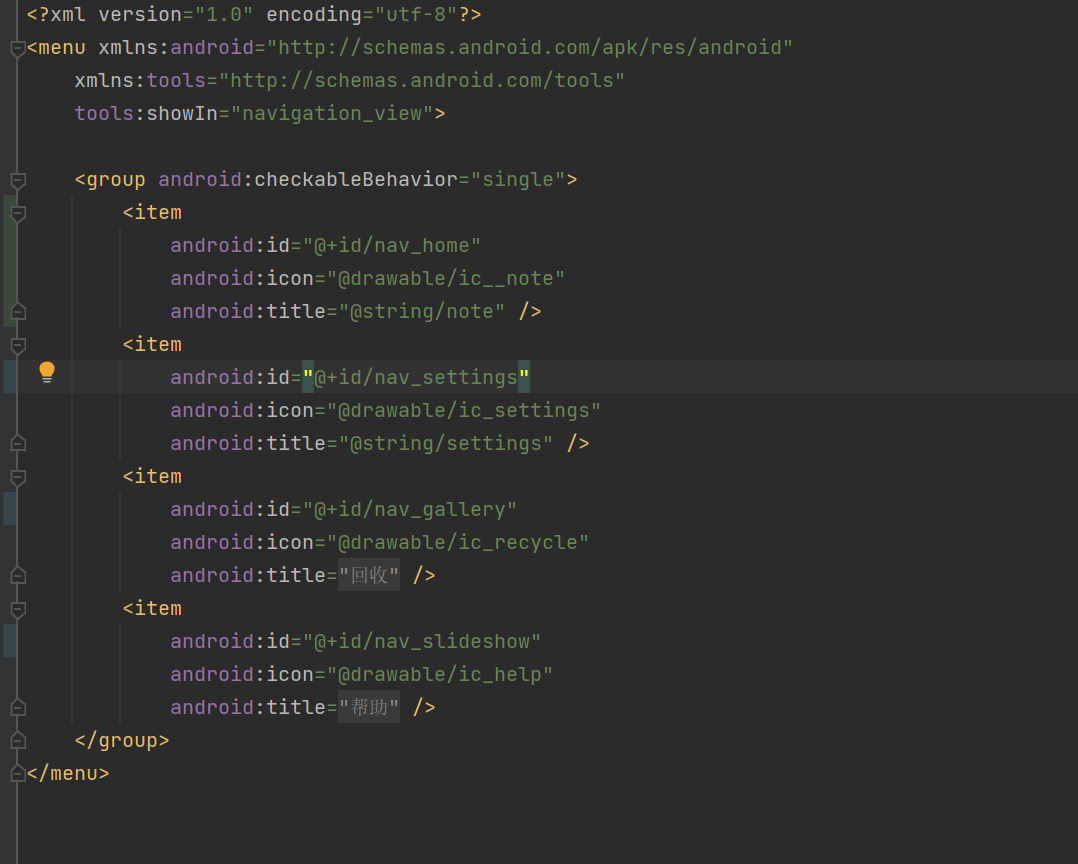 <?xml version="1.0" encoding="utf-8"?>
<menu xmlns:android="http://schemas.android.com/apk/res/android"
    xmlns:tools="http://schemas.android.com/tools"
    tools:showIn="navigation_view">

    <group android:checkableBehavior="single">
        <item
            android:id="@+id/nav_home"
            android:icon="@drawable/ic__note"
            android:title="@string/note" />
        <item
            android:id="@+id/nav_settings"
            android:icon="@drawable/ic_settings"
            android:title="@string/settings" />
        <item
            android:id="@+id/nav_gallery"
            android:icon="@drawable/ic_recycle"
            android:title="回收" />
        <item
            android:id="@+id/nav_slideshow"
            android:icon="@drawable/ic_help"
            android:title="帮助" />
    </group>
</menu>